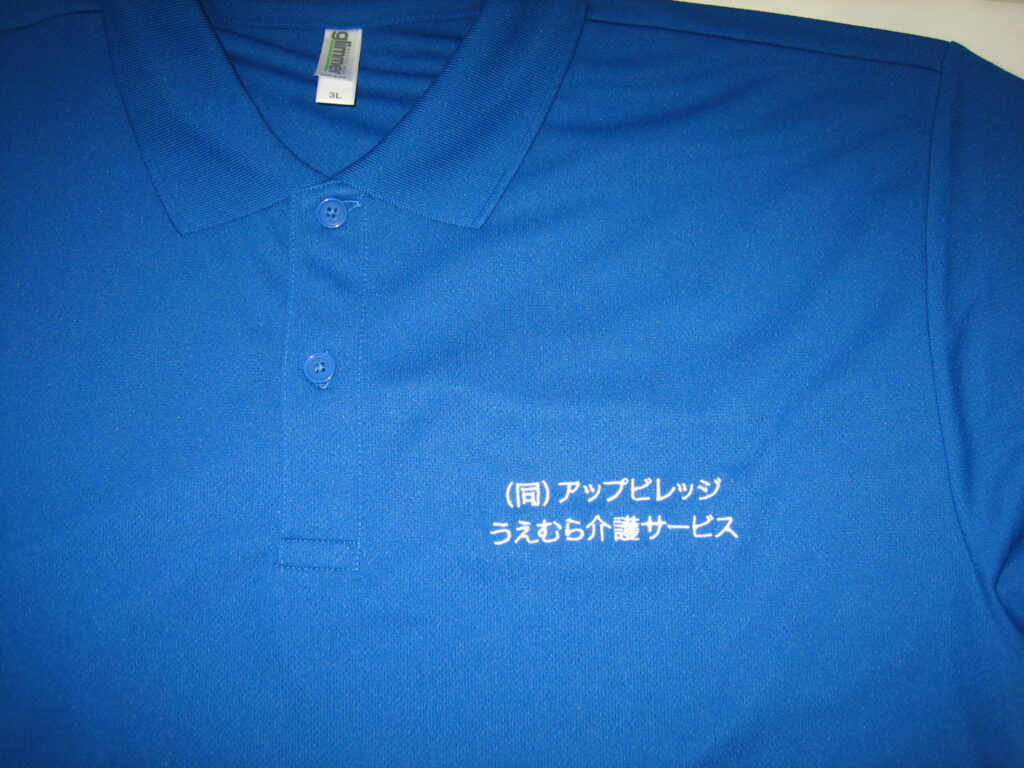 glimmer
3L
(同)アップビレッジ
うえむら介護サービス